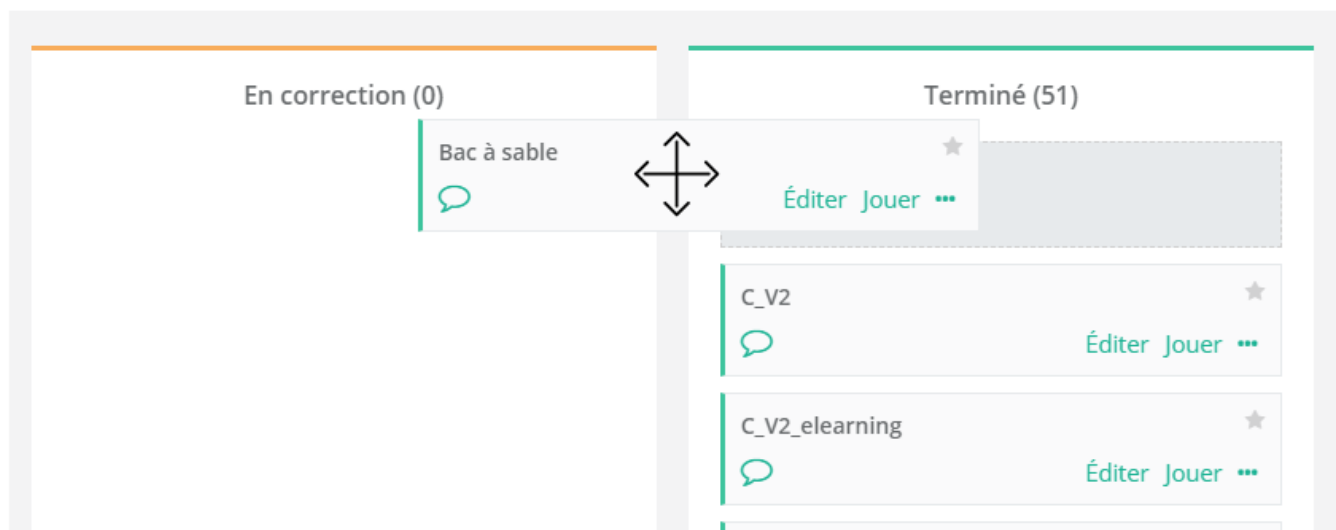 En correction (0)
Terminé (51)
Bac à sable
Éditer Jouer •••
C_V2
Éditer Jouer •••
C_V2_elearning
Éditer Jouer •••